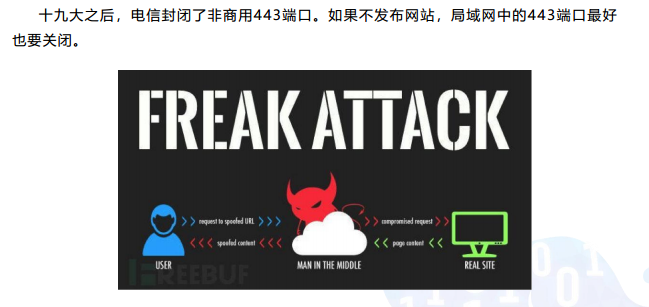 十九大之后，电信封闭了非商用443端口。如果不发布网站，局域网中的443端口最好
也要关闭。
FREAK ATTACK
request to spoofed URL
compromised request
spoofed content
page content
USER
MAN IN THE MIDDLE
REAL SITE
REEBUF